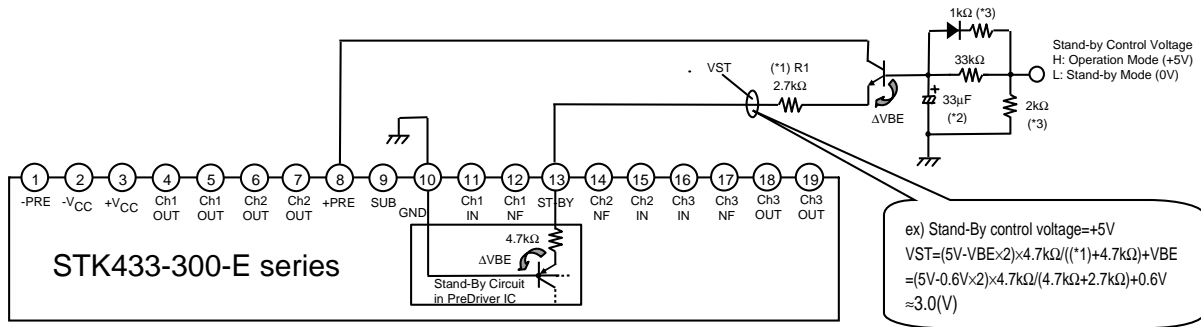 1kΩ (*3)
Stand-by Control Voltage
H: Operation Mode (+5V)
L: Stand-by Mode (0V)
VST
(*1) R1
2.7kΩ
33kΩ
ΔVBE
+
33μF
(*2)
2kΩ
(*3)
1 2 3 4 5 6 7 8 9 10 11 12 13 14 15 16 17 18 19
-PRE
-VCC
+VCC
Ch1
OUT
Ch1
OUT
Ch2
OUT
Ch2
OUT
+PRE
SUB
GND
Ch1
IN
Ch1
NF
ST-BY
Ch2
NF
Ch2
IN
Ch3
IN
Ch3
NF
Ch3
OUT
Ch3
OUT
4.7kΩ
ΔVBE
Stand-By Circuit
in PreDriver IC
STK433-300-E series
ex) Stand-By control voltage=+5V
VST=(5V-VBE×2)×4.7kΩ/((*1)+4.7kΩ)+VBE
=(5V-0.6V×2)×4.7kΩ/(4.7kΩ+2.7kΩ)+0.6V
≈3.0(V)